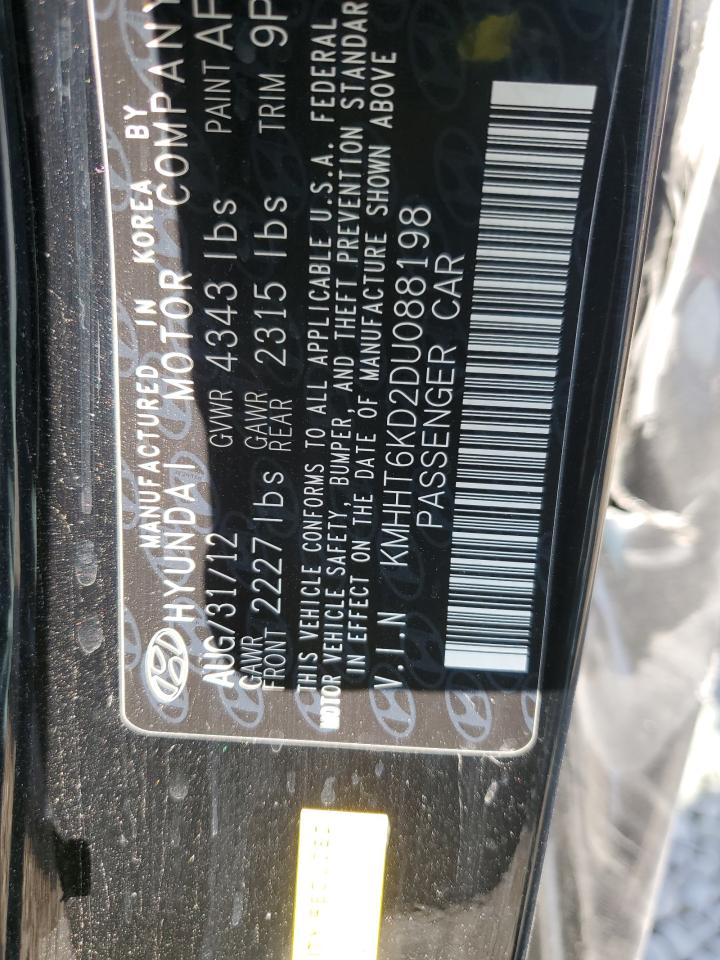 MANUFACTURED IN KOREA BY
HYUNDAI MOTOR COMPANY
AUG/31/12 GVWR 4343 lbs PAINT AF
GAWR FRONT 2227 lbs GAWR REAR 2315 lbs TRIM 9P
THIS VEHICLE CONFORMS TO ALL APPLICABLE U.S.A. FEDERAL
MOTOR VEHICLE SAFETY, BUMPER, AND THEFT PREVENTION STANDAR
IN EFFECT ON THE DATE OF MANUFACTURE SHOWN ABOVE
V.I.N KMHHT6KD2DU088198
PASSENGER CAR